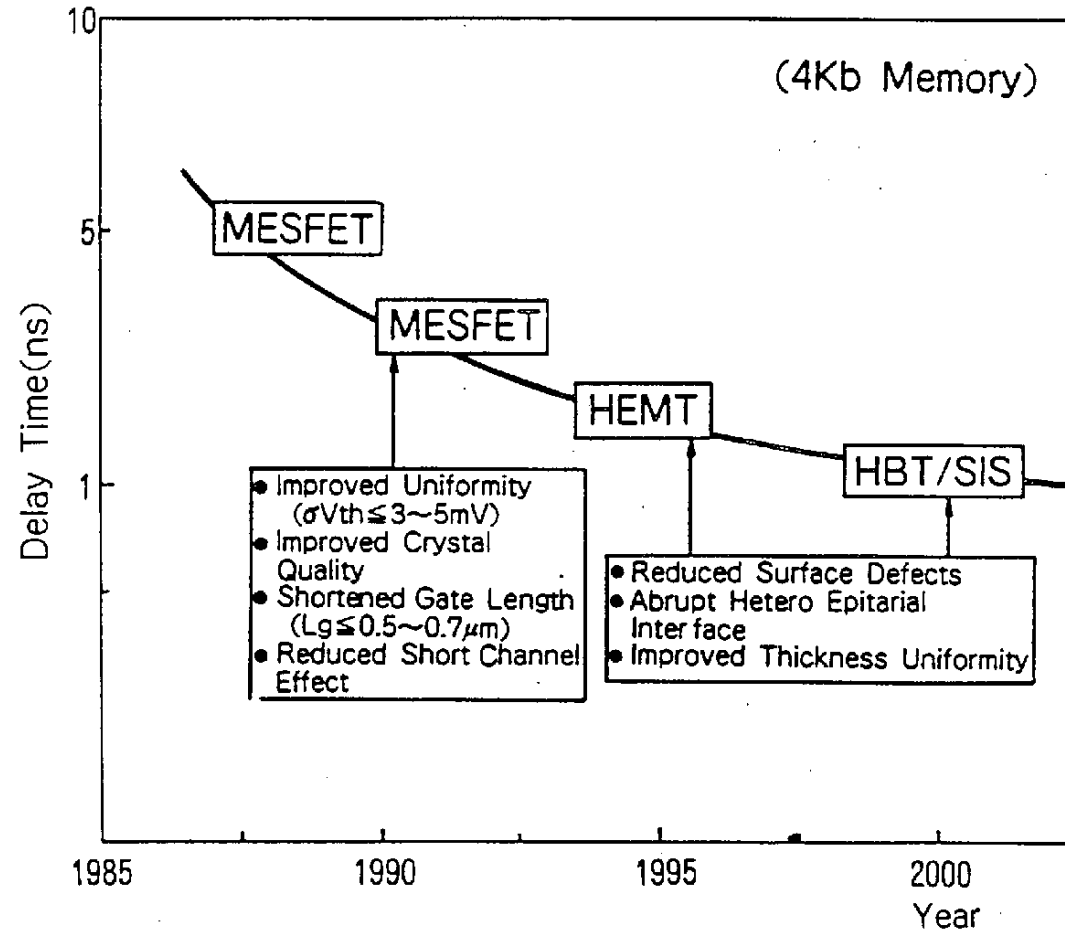 10
(4Kb Memory)
MESFET
5
MESFET
HEMT
HBT/SIS
1
Delay Time(ns)
● Improved Uniformity
(σVth≦3~5mV)
● Improved Crystal
Quality
● Shortened Gate Length
(Lg≦0.5~0.7μm)
● Reduced Short Channel
Effect
● Reduced Surface Defects
● Abrupt Hetero Epitarial
Interface
● Improved Thickness Uniformity
1985
1990
1995
2000
Year